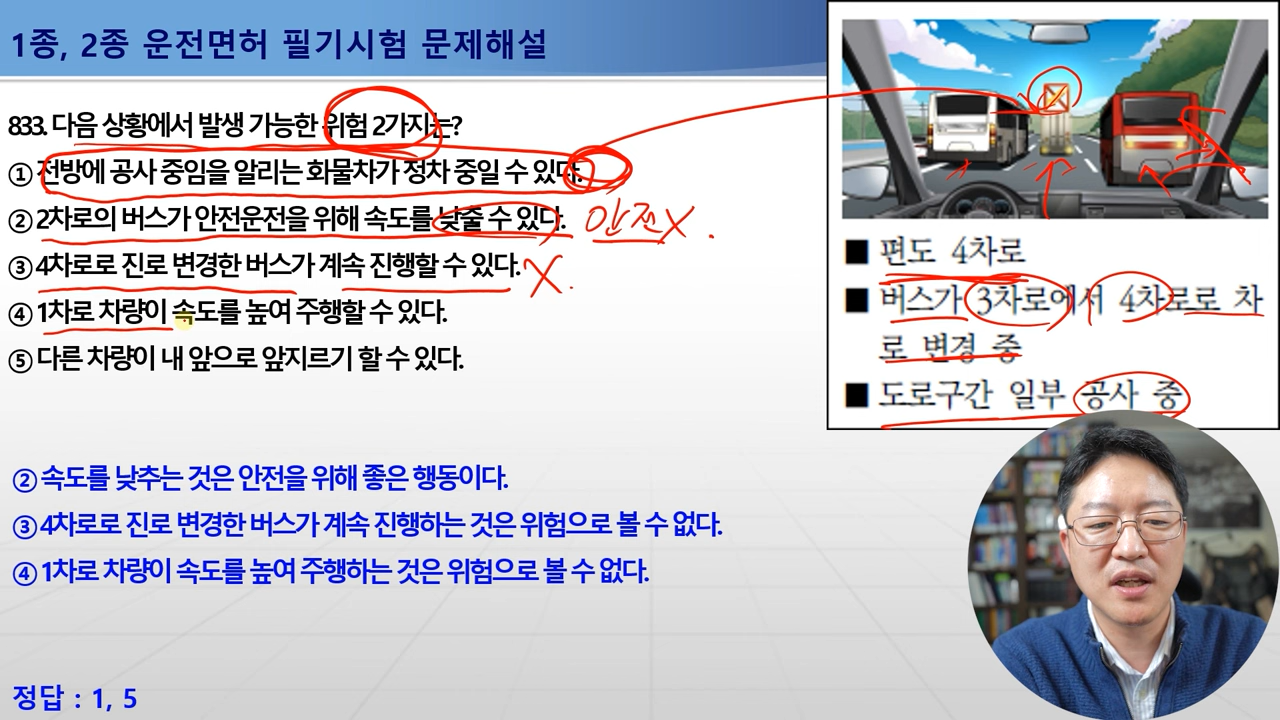 1종, 2종 운전면허 필기시험 문제해설
833. 다음 상황에서 발생 가능한 위험 2가지는?
① 전방에 공사 중임을 알리는 화물차가 정차 중일 수 있다.
② 2차로의 버스가 안전운전을 위해 속도를 낮출 수 있다. 안전X.
③ 4차로로 진로 변경한 버스가 계속 진행할 수 있다. X.
④ 1차로 차량이 속도를 높여 주행할 수 있다.
⑤ 다른 차량이 내 앞으로 앞지르기 할 수 있다.
■ 편도 4차로
■ 버스가 3차로에서 4차로로 차
로 변경 중
■ 도로구간 일부 공사 중
② 속도를 낮추는 것은 안전을 위해 좋은 행동이다.
③ 4차로로 진로 변경한 버스가 계속 진행하는 것은 위험으로 볼 수 없다.
④ 1차로 차량이 속도를 높여 주행하는 것은 위험으로 볼 수 없다.
정답 : 1, 5